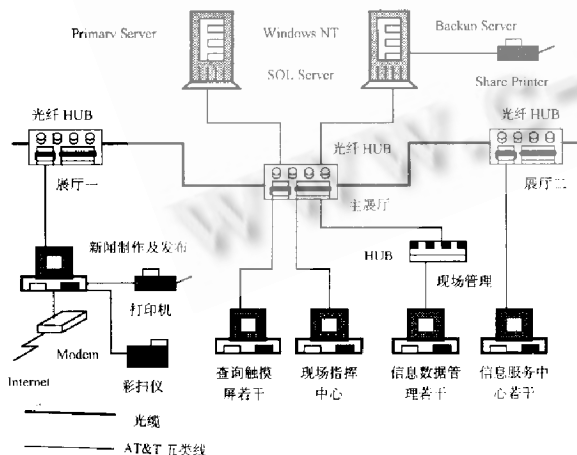 Primary Server
Windows NT
Backup Server
SQL Server
Share Printer
光纤 HUB
光纤 HUB
光纤 HUB
展厅一
主展厅
展厅二
新闻制作及发布
HUB
现场管理
打印机
Modem
Internet
彩扫仪
查询触摸
屏若干
现场指挥
中心
信息数据管
理若干
信息服务中
心若干
光缆
AT&T 五类线